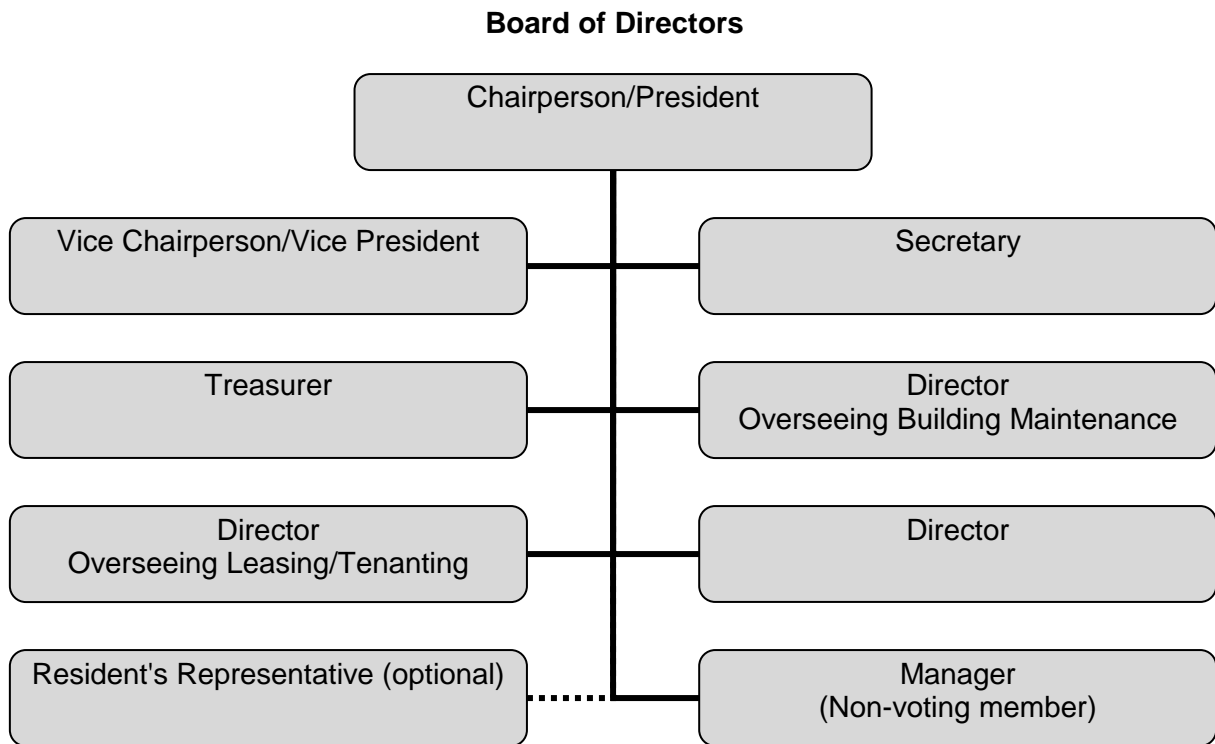 Board of Directors
Chairperson/President
Vice Chairperson/Vice President
Secretary
Treasurer
Director
Overseeing Building Maintenance
Director
Overseeing Leasing/Tenanting
Director
Resident's Representative (optional)
Manager
(Non-voting member)